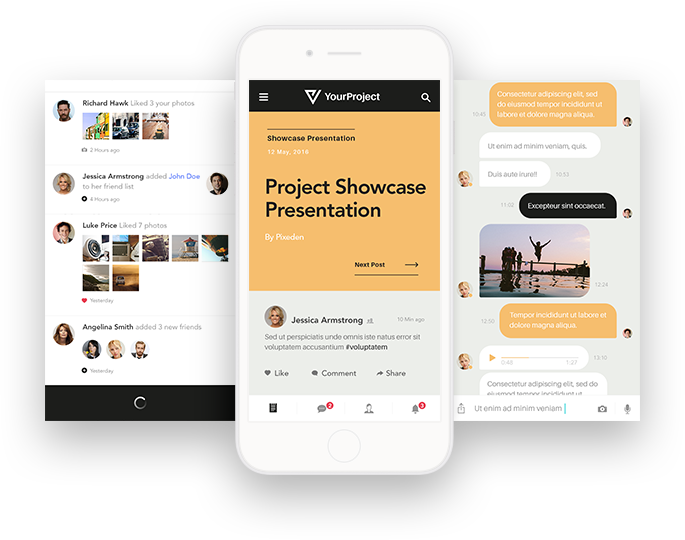 Richard Hawk Liked 3 your photos
2 Hours ago
Jessica Armstrong added John Doe
to her friend list
4 Hours ago
Luke Price Liked 7 photos
Yesterday
Angelina Smith added 3 new friends
Yesterday
YourProject
Showcase Presentation
12 May, 2016
Project Showcase
Presentation
By Pixeden
Next Post
Jessica Armstrong
10 Min ago
Sed ut perspiciatis unde omnis iste natus error sit
voluptatem accusantium #voluptatem
Like
Comment
Share
2
3
Consectetur adipiscing elit, sed
do eiusmod tempor incididunt ut
labore et dolore magna aliqua.
10:45
Ut enim ad minim veniam, quis.
Duis aute irure!!
10:53
11:02
Excepteur sint occaecat.
12:24
12:52
Tempor incididunt ut labore et
dolore magna aliqua.
0:48
1:27
13:10
Consectetur adipiscing elit, sed
do eiusmod tempor incididunt ut
Ut enim ad minim veniam